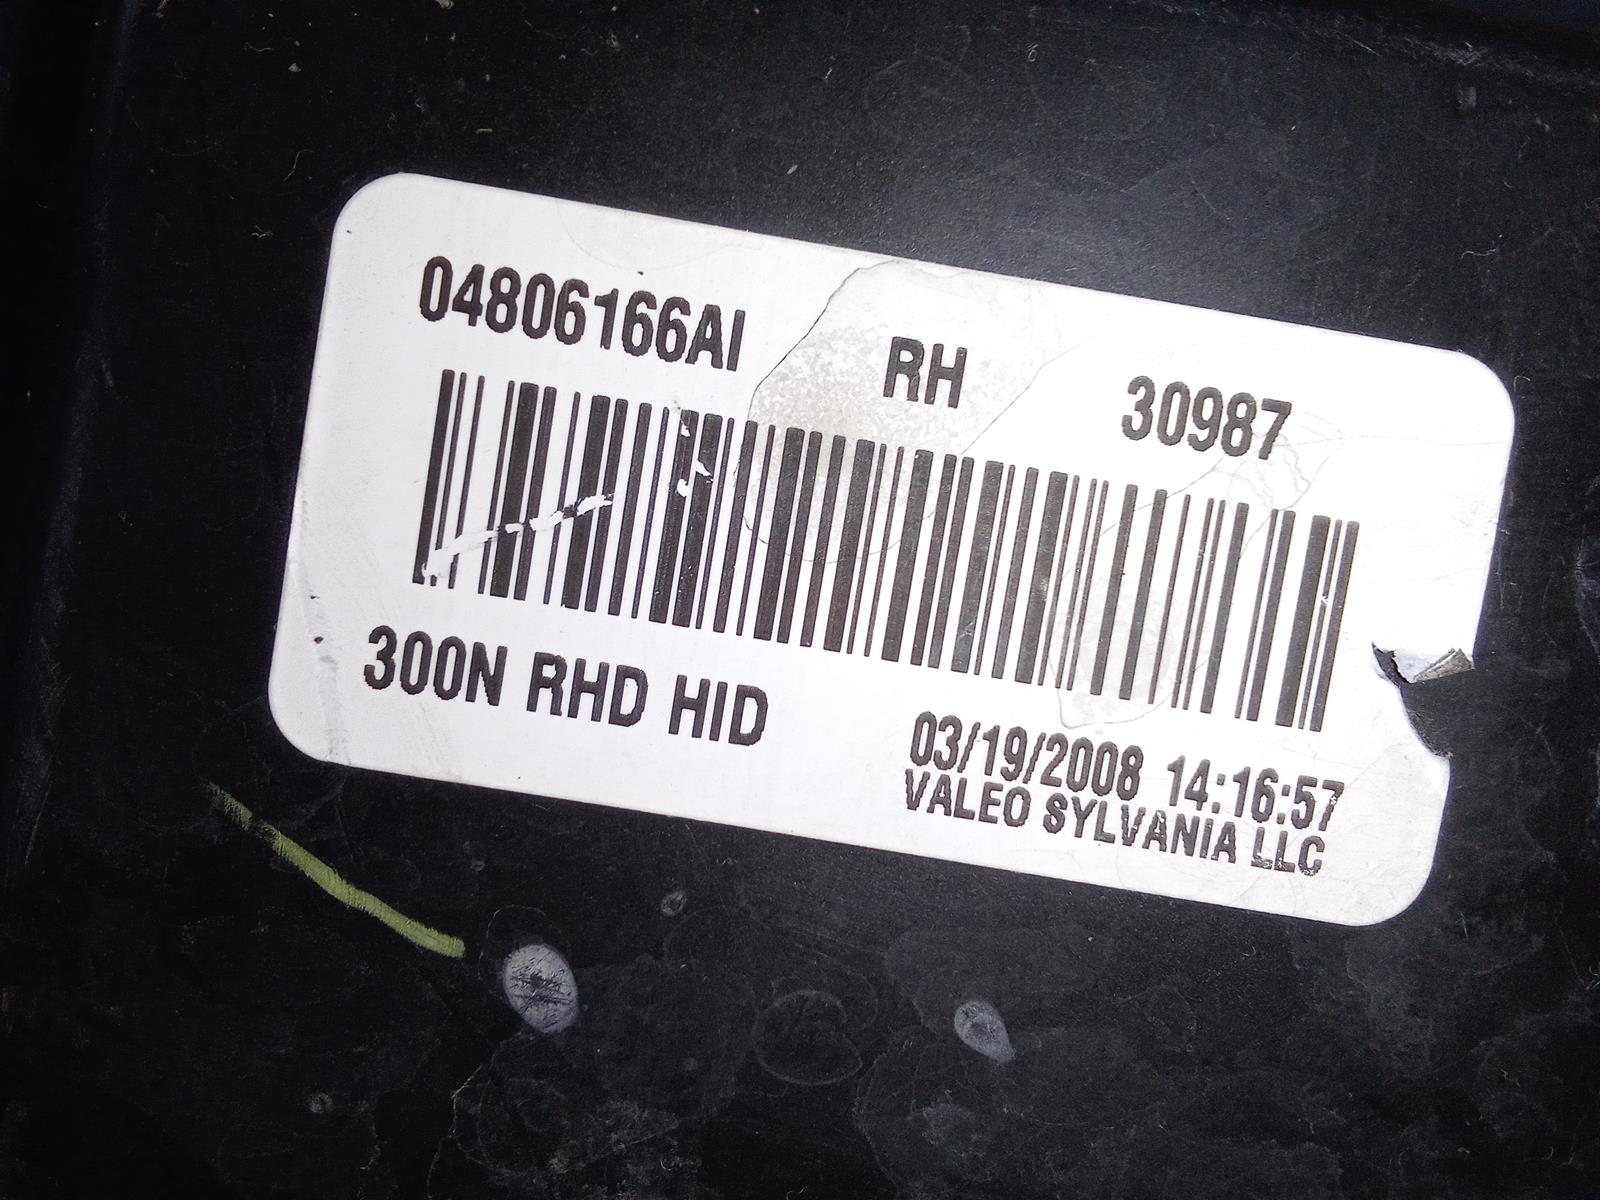 04806166AI RH 30987
300N RHD HID
03/19/2008 14:16:57
VALEO SYLVANIA LLC